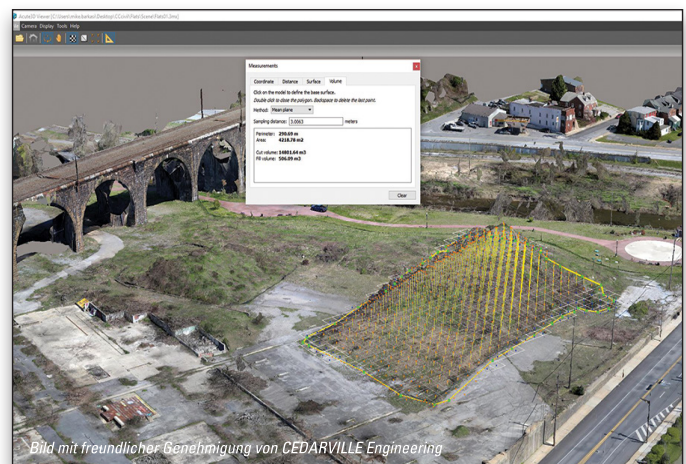 Acute3D Viewer
Camera Display Tools Help
Measurements
Coordinate Distance Surface Volume
Click on the model to define the base surface.
Double click to close the polygon. Backspace to delete the last point.
Method: Mean plane
Sampling distance: 0.0063 meters
Perimeter: 290.69 m
Area: 4218.78 m2
Cut volume: 14801.64 m3
Fill volume: 506.09 m3
Clear
Bild mit freundlicher Genehmigung von CEDARVILLE Engineering